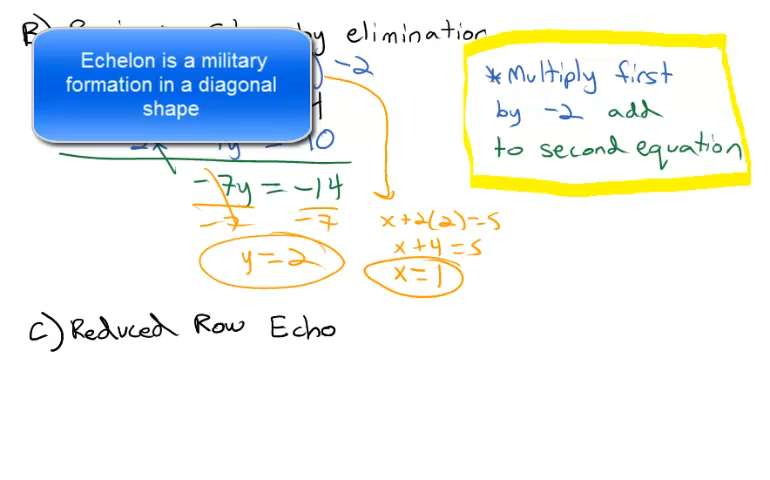 B) by elimination
Echelon is a military
formation in a diagonal
shape
-2
10
-7y = -14
-7 -7
y = 2
x+2(2)=5
x+4=5
x=1
*Multiply first
by -2 add
to second equation
C) Reduced Row Echo